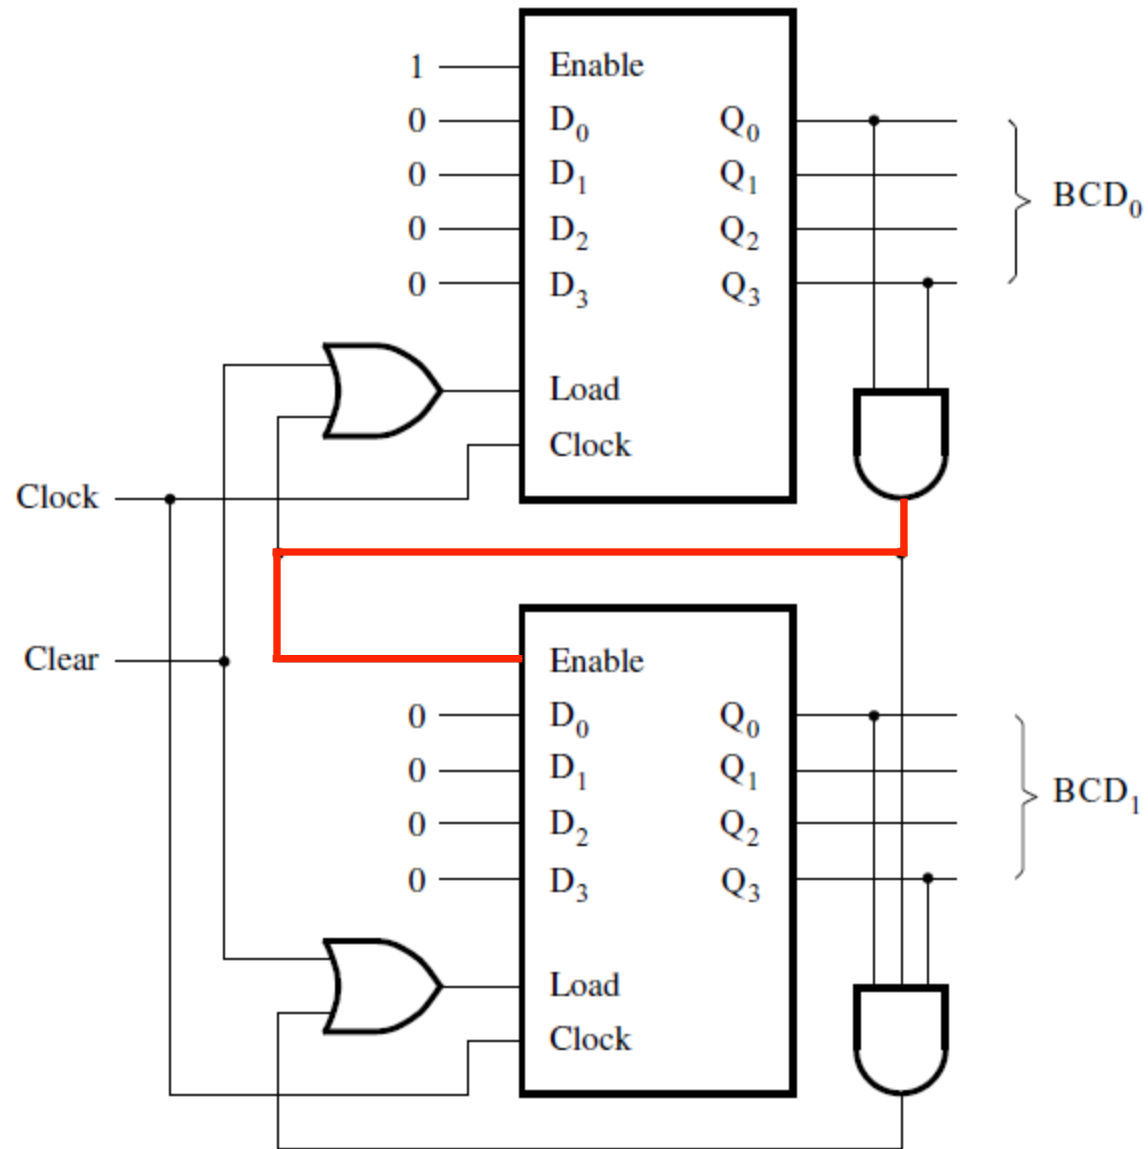 1 Enable
0 D₀ Q₀
0 D₁ Q₁ BCD₀
0 D₂ Q₂
0 D₃ Q₃
Load
Clock
Clock
Clear Enable
0 D₀ Q₀
0 D₁ Q₁ BCD₁
0 D₂ Q₂
0 D₃ Q₃
Load
Clock